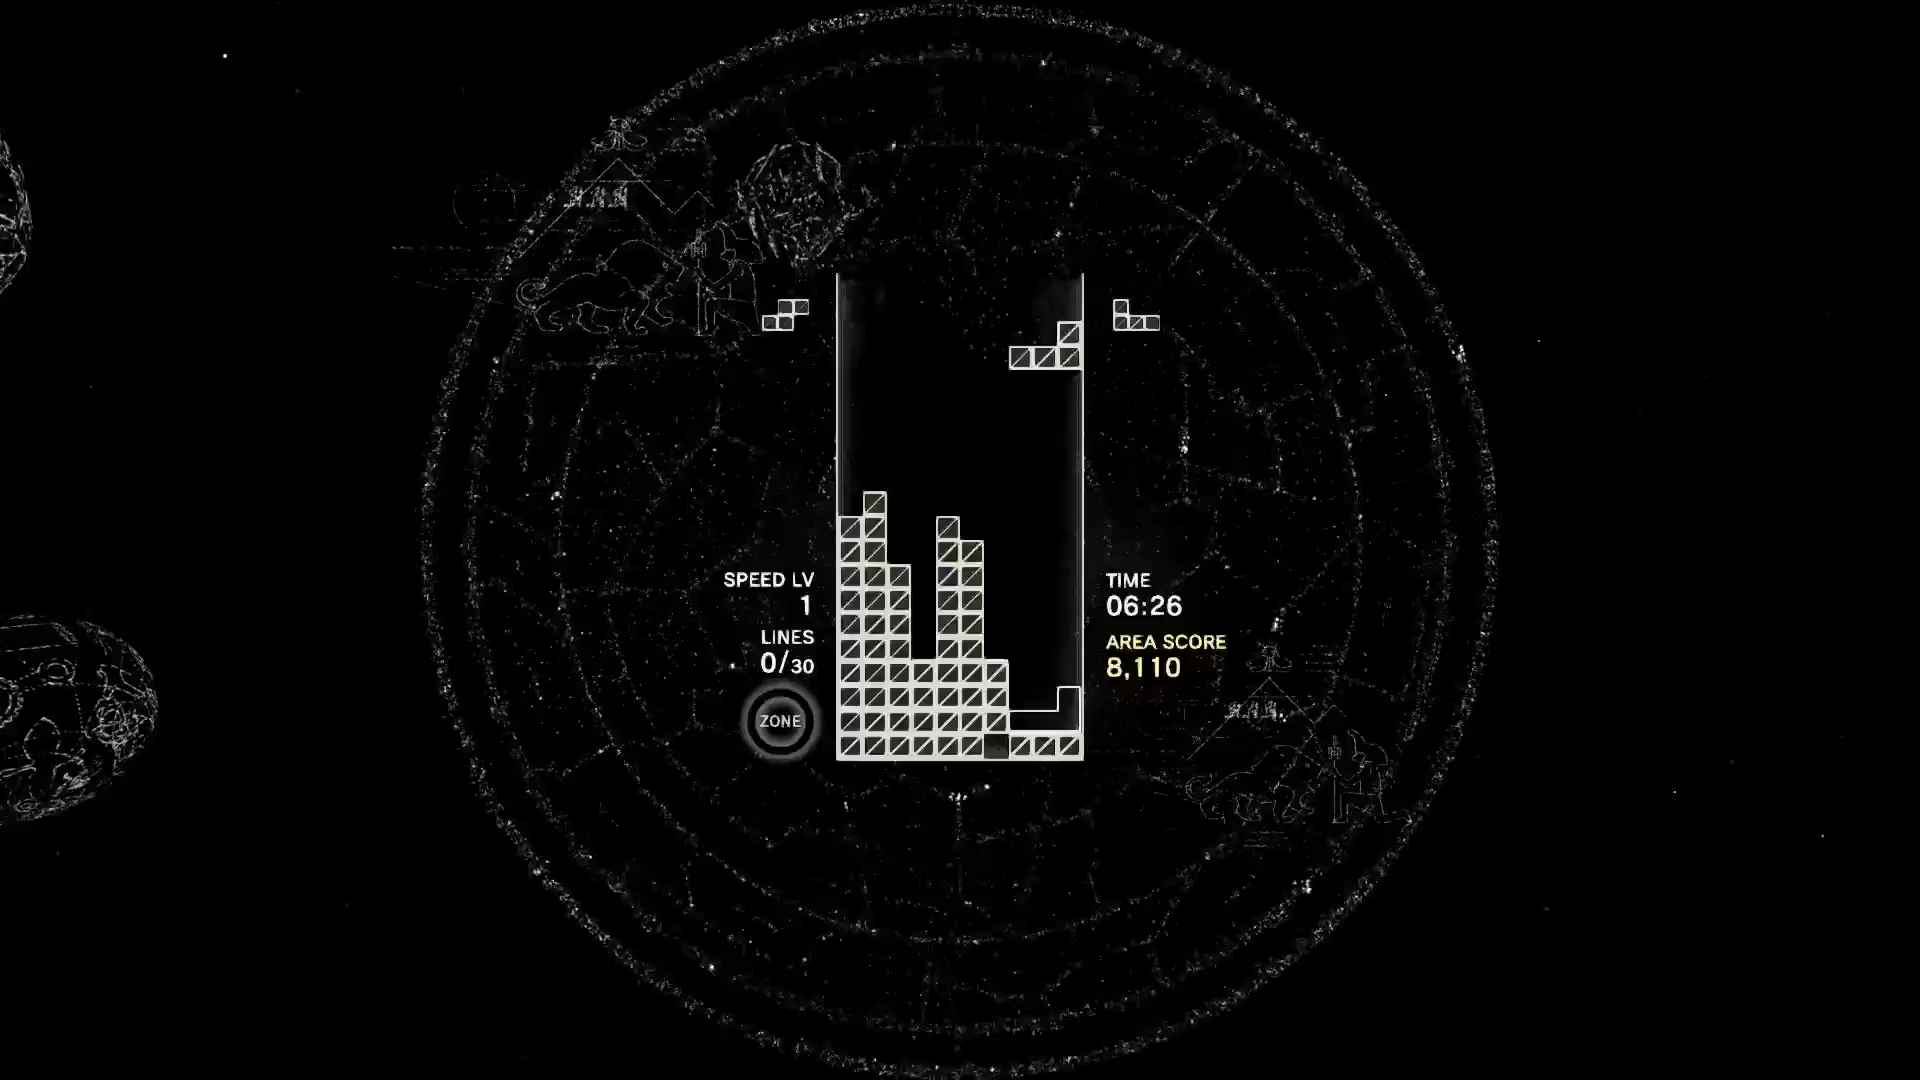 SPEED LV
1
LINES
0/30
ZONE
TIME
06:26
AREA SCORE
8,110